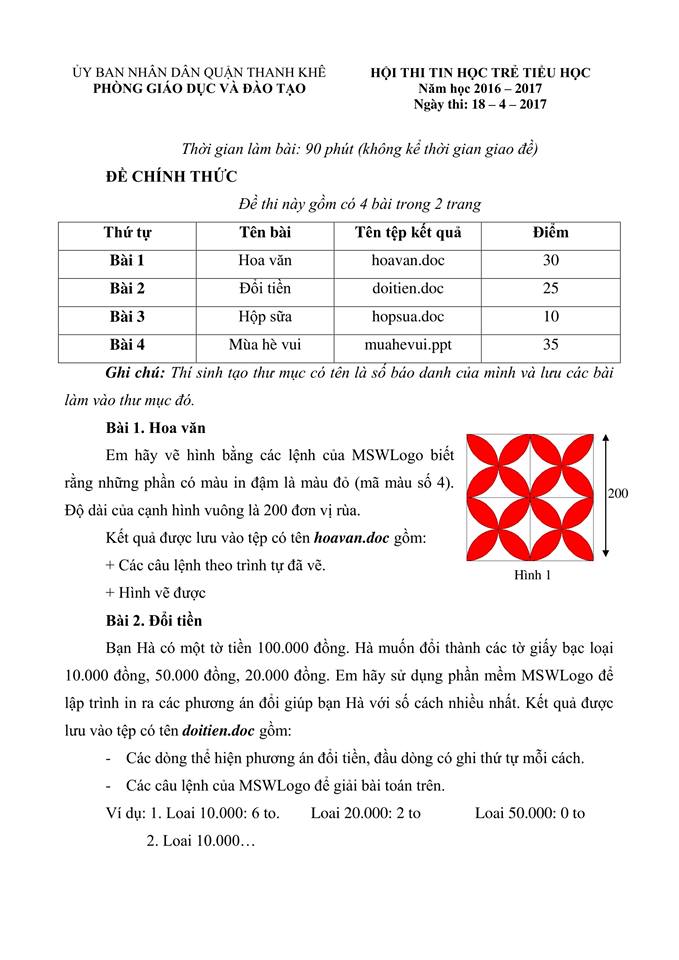 ỦY BAN NHÂN DÂN QUẬN THANH KHÊ
PHÒNG GIÁO DỤC VÀ ĐÀO TẠO
HỘI THI TIN HỌC TRẺ TIỂU HỌC
Năm học 2016 – 2017
Ngày thi: 18 – 4 – 2017
Thời gian làm bài: 90 phút (không kể thời gian giao đề)
ĐỀ CHÍNH THỨC
Đề thi này gồm có 4 bài trong 2 trang
Thứ tự Tên bài Tên tệp kết quả Điểm
Bài 1 Hoa văn hoavan.doc 30
Bài 2 Đổi tiền doitien.doc 25
Bài 3 Hộp sữa hopsua.doc 10
Bài 4 Mùa hè vui muahevui.ppt 35
Ghi chú: Thí sinh tạo thư mục có tên là số báo danh của mình và lưu các bài
làm vào thư mục đó.
Bài 1. Hoa văn
Em hãy vẽ hình bằng các lệnh của MSWLogo biết
rằng những phần có màu in đậm là màu đỏ (mã màu số 4).
Độ dài của cạnh hình vuông là 200 đơn vị rùa.
Kết quả được lưu vào tệp có tên hoavan.doc gồm:
+ Các câu lệnh theo trình tự đã vẽ.
+ Hình vẽ được
200
Hình 1
Bài 2. Đổi tiền
Bạn Hà có một tờ tiền 100.000 đồng. Hà muốn đổi thành các tờ giấy bạc loại
10.000 đồng, 50.000 đồng, 20.000 đồng. Em hãy sử dụng phần mềm MSWLogo để
lập trình in ra các phương án đổi giúp bạn Hà với số cách nhiều nhất. Kết quả được
lưu vào tệp có tên doitien.doc gồm:
- Các dòng thể hiện phương án đổi tiền, đầu dòng có ghi thứ tự mỗi cách.
- Các câu lệnh của MSWLogo để giải bài toán trên.
Ví dụ: 1. Loai 10.000: 6 to. Loai 20.000: 2 to Loai 50.000: 0 to
2. Loai 10.000…